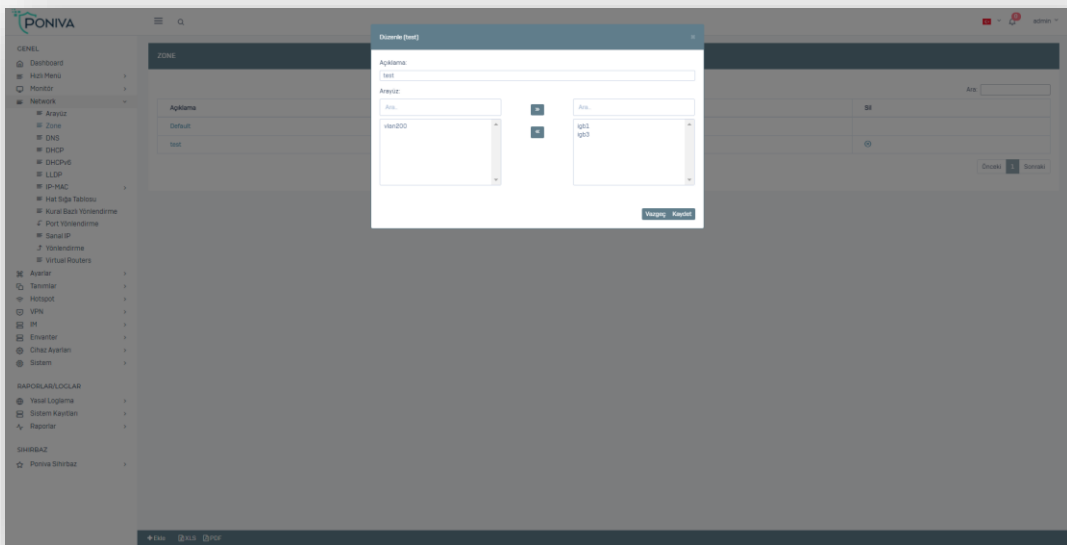 PONIVA
admin
GENEL
Dashboard
Hızlı Menü
Monitör
Network
Arayüz
Zone
DNS
DHCP
DHCPv6
LLDP
IP-MAC
Hat Sığa Tablosu
Kural Bazlı Yönlendirme
Port Yönlendirme
Sanal IP
Yönlendirme
Virtual Routers
Ayarlar
Tanımlar
Hotspot
VPN
IM
Envanter
Cihaz Ayarları
Sistem
RAPORLAR/LOGLAR
Yasal Loglama
Sistem Kayıtları
Raporlar
SİHİRBAZ
Poniva Sihirbaz
ZONE
Ara:
Açıklama
Default
test
Önceki 1 Sonraki
Düzenle (test)
Açıklama:
test
Arayüz:
Ara.. Ara..
vlan200
igb1
igb3
Vazgeç Kaydet
Ekle XLS PDF